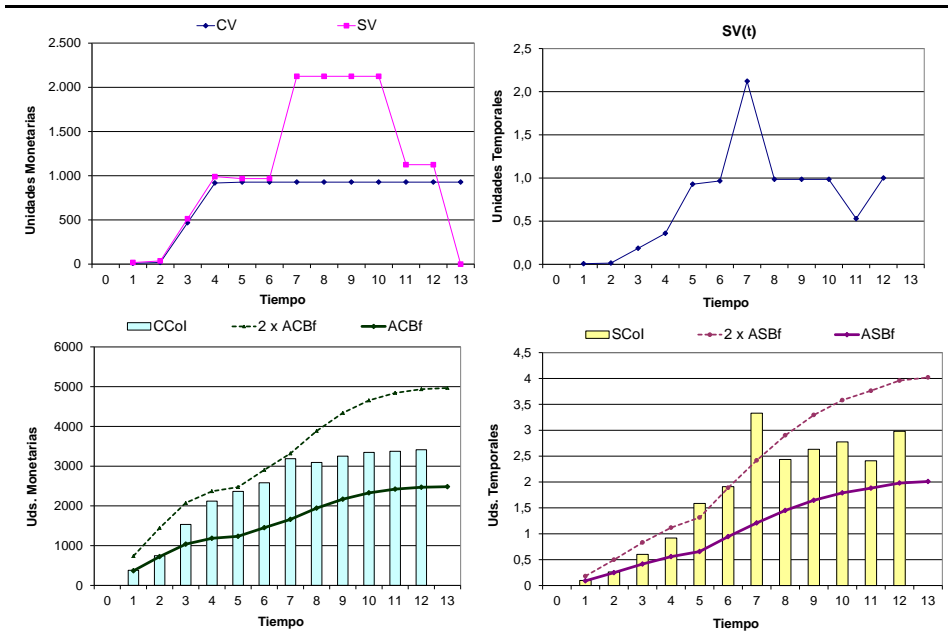 CV SV
Unidades Monetarias
2.500
2.000
1.500
1.000
500
0
0 1 2 3 4 5 6 7 8 9 10 11 12 13
Tiempo
SV(t)
Unidades Temporales
2,5
2,0
1,5
1,0
0,5
0,0
0 1 2 3 4 5 6 7 8 9 10 11 12 13
Tiempo
CCoI 2 x ACBf ACBf
Uds. Monetarias
6000
5000
4000
3000
2000
1000
0
0 1 2 3 4 5 6 7 8 9 10 11 12 13
Tiempo
SCoI 2 x ASBf ASBf
Uds. Temporales
4,5
4
3,5
3
2,5
2
1,5
1
0,5
0
0 1 2 3 4 5 6 7 8 9 10 11 12 13
Tiempo